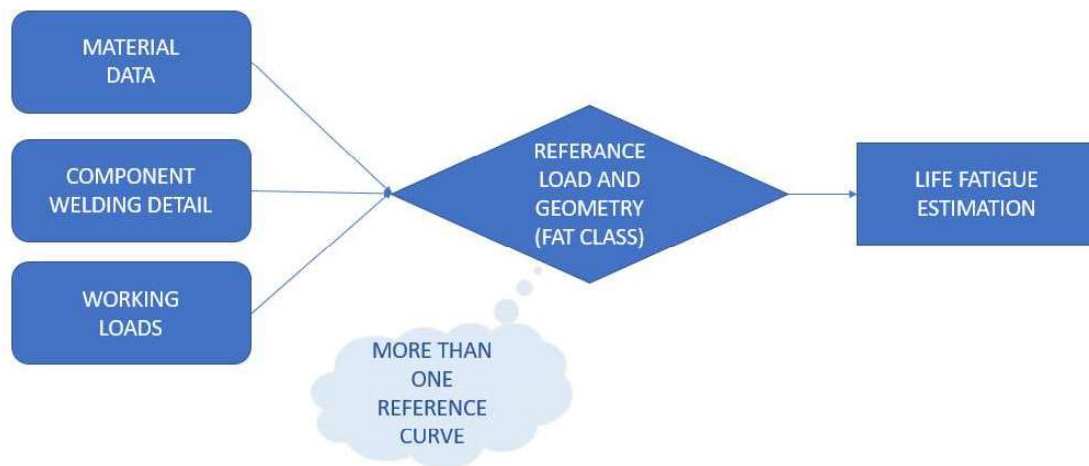 MATERIAL
DATA
COMPONENT
WELDING DETAIL
WORKING
LOADS
REFERANCE
LOAD AND
GEOMETRY
(FAT CLASS)
MORE THAN
ONE
REFERENCE
CURVE
LIFE FATIGUE
ESTIMATION